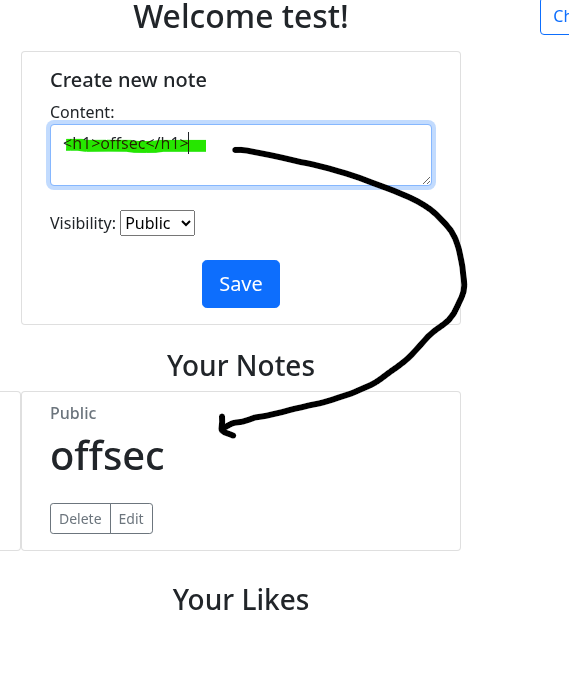 Welcome test!
Ch
Create new note
Content:
<h1>offsec</h1>
Visibility: Public
Save
Your Notes
Public
offsec
Delete Edit
Your Likes